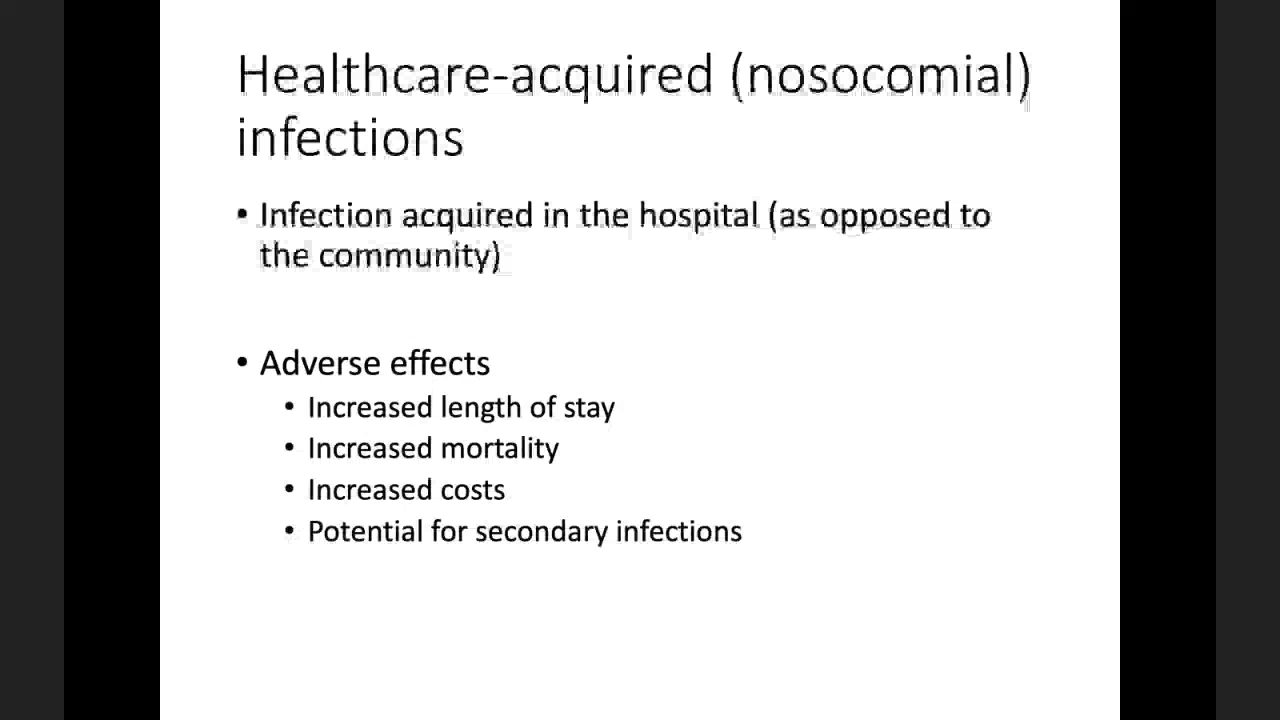 Healthcare-acquired (nosocomial)
infections
• Infection acquired in the hospital (as opposed to
the community)
• Adverse effects
• Increased length of stay
• Increased mortality
• Increased costs
• Potential for secondary infections